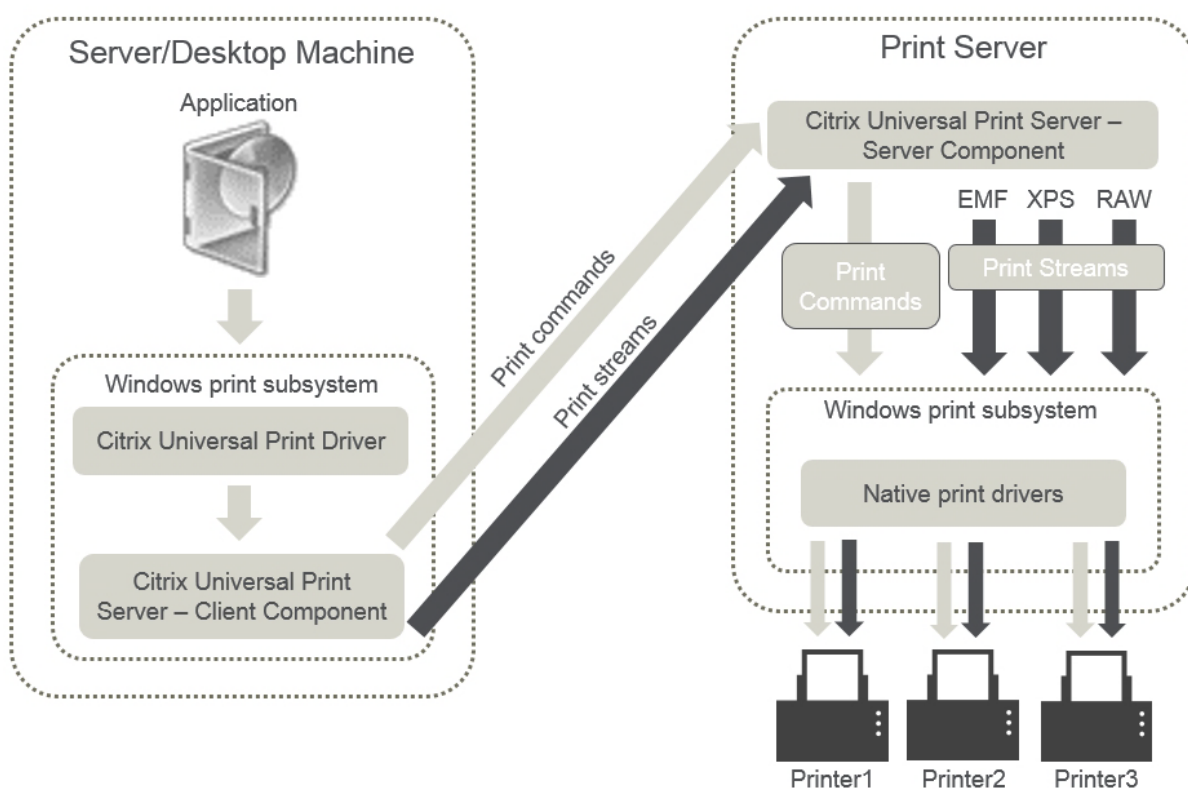 Server/Desktop Machine
Application
Windows print subsystem
Citrix Universal Print Driver
Citrix Universal Print
Server – Client Component
Print commands
Print streams
Print Server
Citrix Universal Print Server –
Server Component
EMF XPS RAW
Print
Commands
Print Streams
Windows print subsystem
Native print drivers
Printer1 Printer2 Printer3